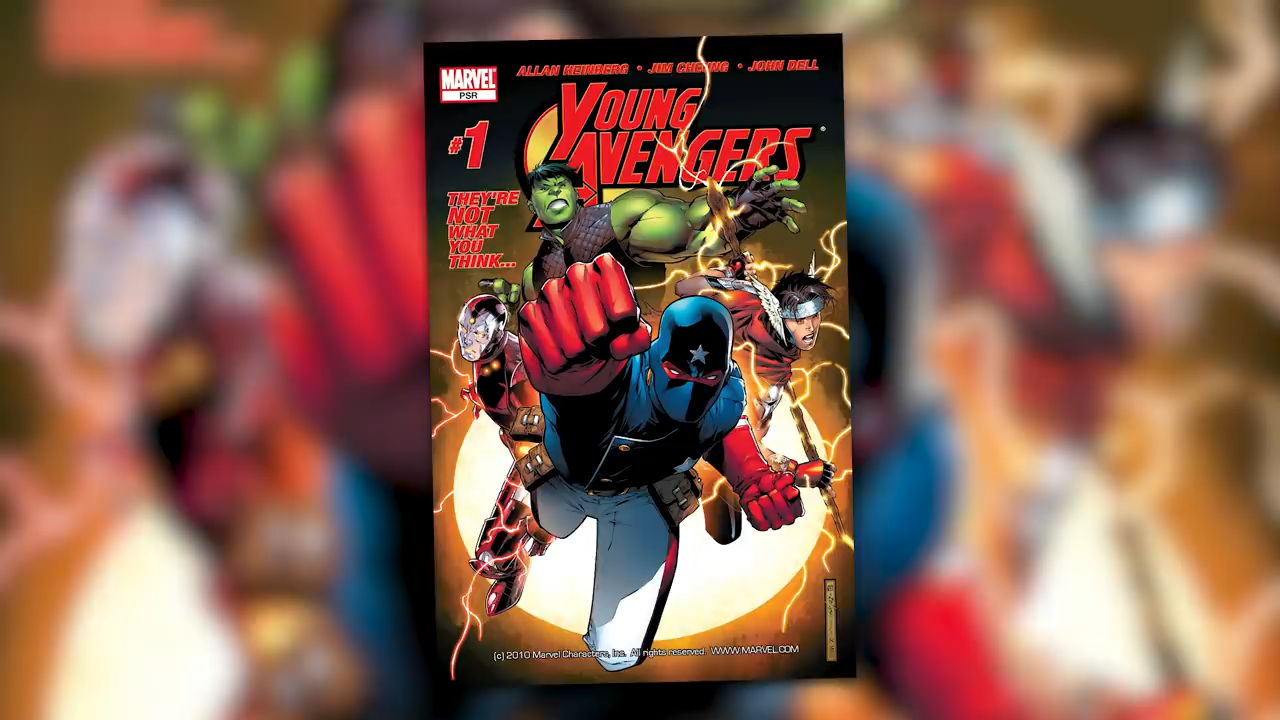 ALLAN HEINBERG • JIM CHEUNG • JOHN DELL
MARVEL
PSR
YOUNG
AVENGERS
#1
THEY'RE
NOT
WHAT
YOU
THINK...
(c) 2010 Marvel Characters, Inc. All rights reserved. WWW.MARVEL.COM